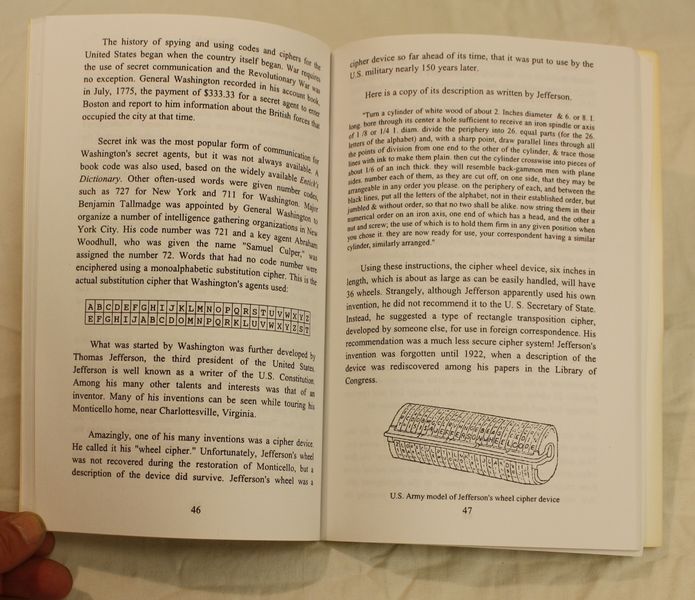 The history of spying and using codes and ciphers for the
United States began when the country itself began. War requires
the use of secret communication and the Revolutionary War was
no exception. General Washington recorded in his account book,
in July, 1775, the payment of $333.33 for a secret agent to enter
Boston and report to him information about the British forces that
occupied the city at that time.
Secret ink was the most popular form of communication for
Washington's secret agents, but it was not always available. A
book code was also used, based on the widely available Entick's
Dictionary. Other often-used words were given number codes,
such as 727 for New York and 711 for Washington. Major
Benjamin Tallmadge was appointed by General Washington to
organize a number of intelligence gathering organizations in New
York City. His code number was 721 and a key agent Abraham
Woodhull, who was given the name "Samuel Culper," was
assigned the number 72. Words that had no code number were
enciphered using a monoalphabetic substitution cipher. This is the
actual substitution cipher that Washington's agents used:
A B C D E F G H I J K L M N O P Q R S T U V W X Y Z
E F G H I J A B C D O M N P Q R K L U V W X Y Z S T
What was started by Washington was further developed by
Thomas Jefferson, the third president of the United States.
Jefferson is well known as a writer of the U.S. Constitution.
Among his many other talents and interests was that of an
inventor. Many of his inventions can be seen while touring his
Monticello home, near Charlottesville, Virginia.
Amazingly, one of his many inventions was a cipher device.
He called it his "wheel cipher." Unfortunately, Jefferson's wheel
was not recovered during the restoration of Monticello, but a
description of the device did survive. Jefferson's wheel was a
46
cipher device so far ahead of its time, that it was put to use by the
U.S. military nearly 150 years later.
Here is a copy of its description as written by Jefferson.
"Turn a cylinder of white wood of about 2. Inches diameter & 6. or 8. I.
long. bore through its center a hole sufficient to receive an iron spindle or axis
of 1/8 or 1/4 I. diam. divide the periphery into 26. equal parts (for the 26.
letters of the alphabet) and, with a sharp point, draw parallel lines through all
the points of division from one end to the other of the cylinder, & trace those
lines with ink to make them plain. then cut the cylinder crosswise into pieces of
about 1/6 of an inch thick. they will resemble back-gammon men with plane
sides. number each of them, as they are cut off, on one side, that they may be
arrangeable in any order you please. on the periphery of each, and between the
black lines, put all the letters of the alphabet, not in their established order, but
jumbled & without order, so that no two shall be alike. now string them in their
numerical order on an iron axis, one end of which has a head, and the other a
nut and screw; the use of which is to hold them firm in any given position when
you chose it. they are now ready for use, your correspondent having a similar
cylinder, similarly arranged."
Using these instructions, the cipher wheel device, six inches in
length, which is about as large as can be easily handled, will have
36 wheels. Strangely, although Jefferson apparently used his own
invention, he did not recommend it to the U. S. Secretary of State.
Instead, he suggested a type of rectangle transposition cipher,
developed by someone else, for use in foreign correspondence. His
recommendation was a much less secure cipher system! Jefferson's
invention was forgotten until 1922, when a description of the
device was rediscovered among his papers in the Library of
Congress.
U.S. Army model of Jefferson's wheel cipher device
47